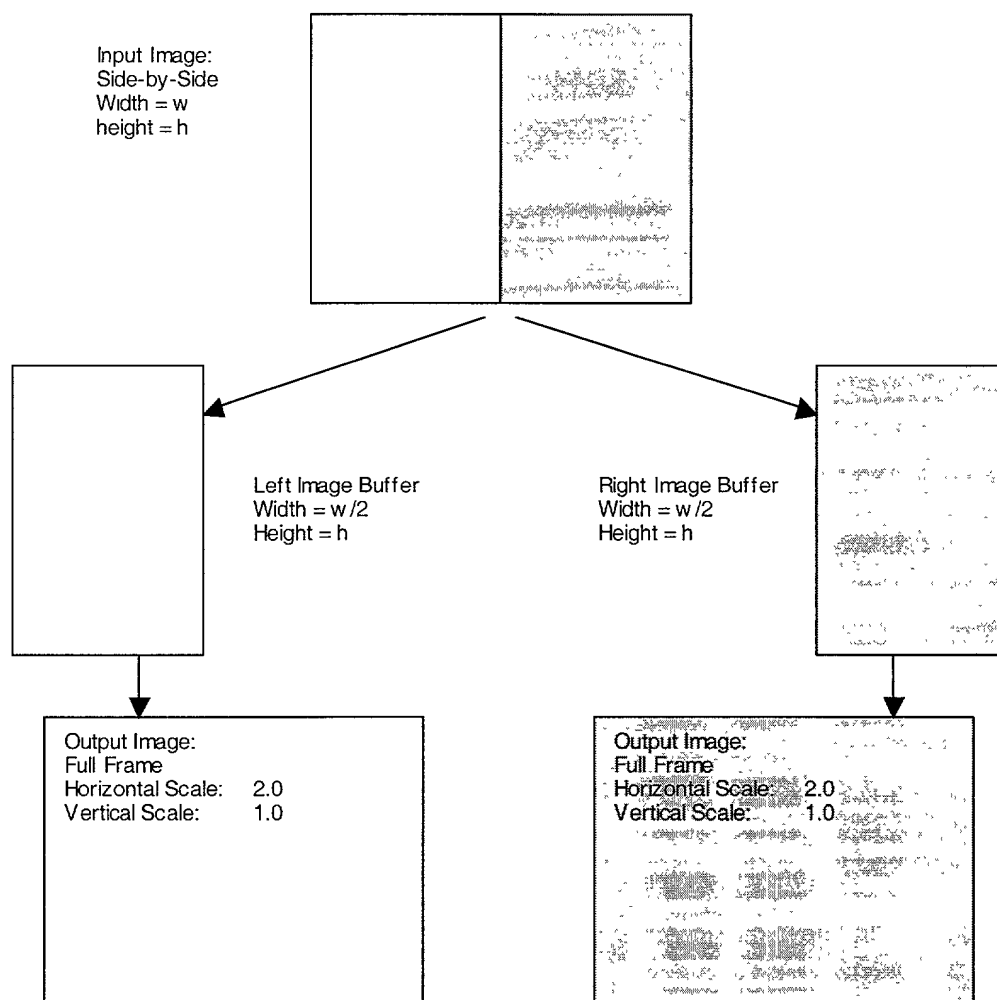 Input Image:
Side-by-Side
Width = w
height = h
Left Image Buffer
Width = w/2
Height = h
Right Image Buffer
Width = w/2
Height = h
Output Image:
Full Frame
Horizontal Scale: 2.0
Vertical Scale: 1.0
Output Image:
Full Frame
Horizontal Scale: 2.0
Vertical Scale: 1.0